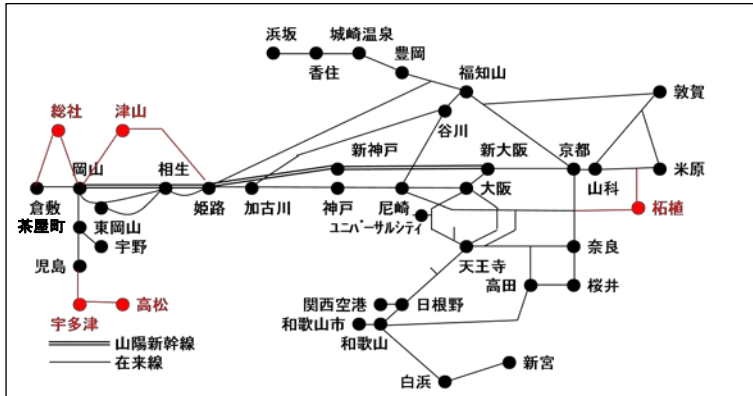 浜坂
城崎温泉
豊岡
香住
福知山
敦賀
総社
津山
谷川
新神戸
新大阪
京都
岡山
相生
米原
山科
倉敷
姫路
加古川
神戸
尼崎
大阪
柘植
茶屋町
東岡山
ユニバーサルシティ
宇野
奈良
天王寺
児島
高田
桜井
関西空港
日根野
宇多津
高松
和歌山市
和歌山
山陽新幹線
在来線
白浜
新宮